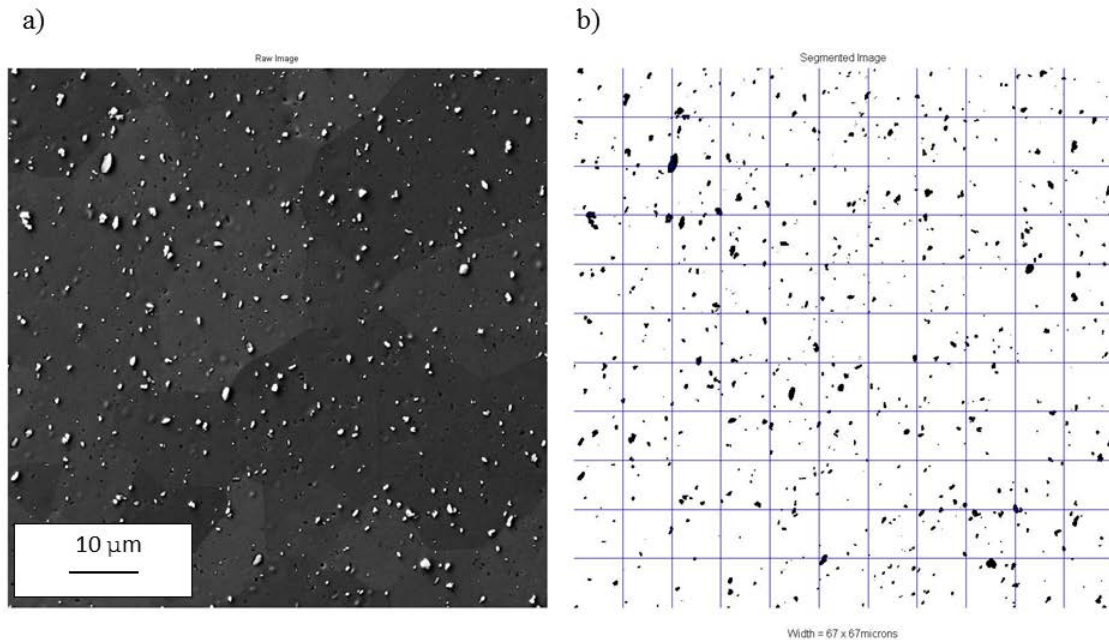 a)
b)
Raw Image
Segmented Image
10 μm
Width = 67 x 67microns